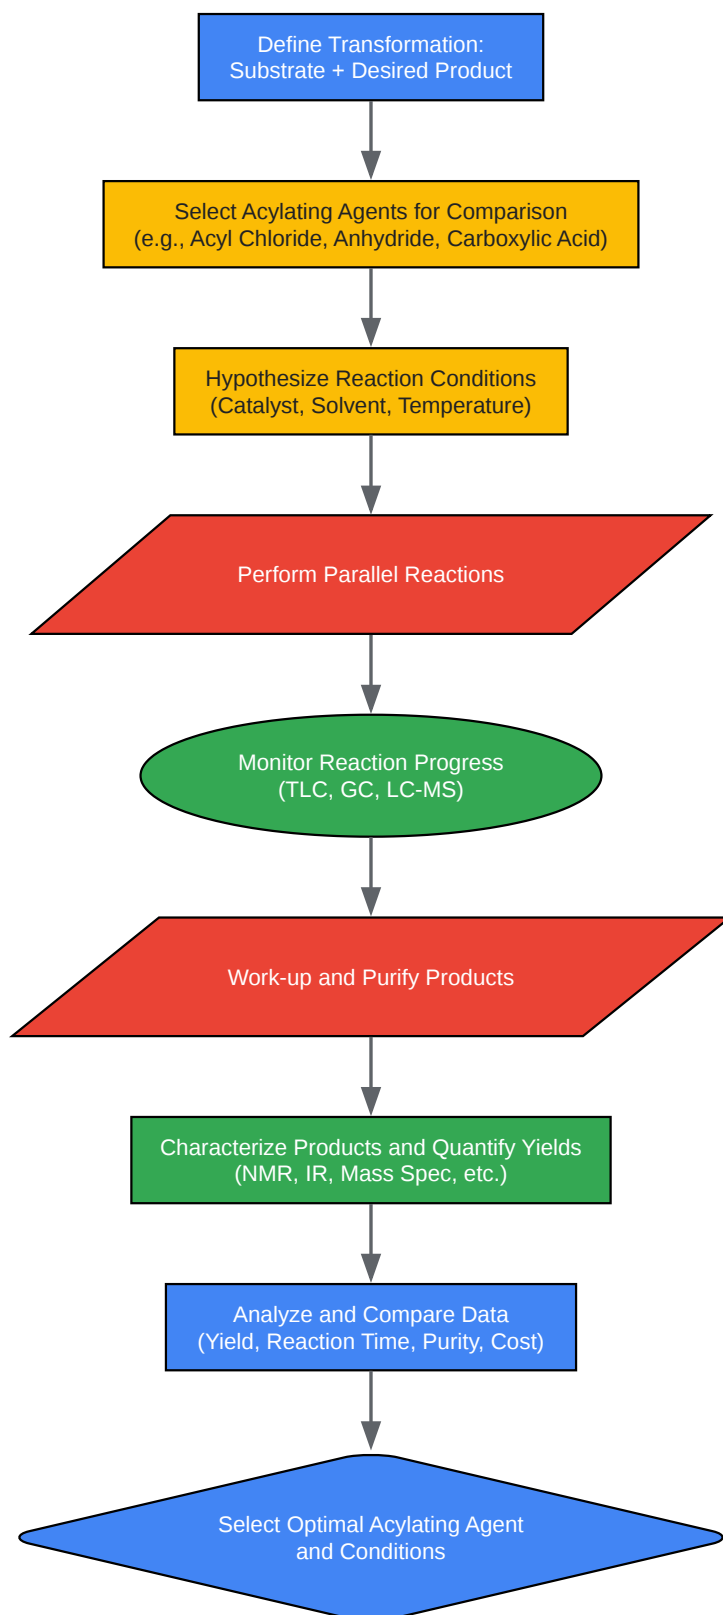 Define Transformation:
Substrate + Desired Product
Select Acylating Agents for Comparison
(e.g., Acyl Chloride, Anhydride, Carboxylic Acid)
Hypothesize Reaction Conditions
(Catalyst, Solvent, Temperature)
Perform Parallel Reactions
Monitor Reaction Progress
(TLC, GC, LC-MS)
Work-up and Purify Products
Characterize Products and Quantify Yields
(NMR, IR, Mass Spec, etc.)
Analyze and Compare Data
(Yield, Reaction Time, Purity, Cost)
Select Optimal Acylating Agent
and Conditions